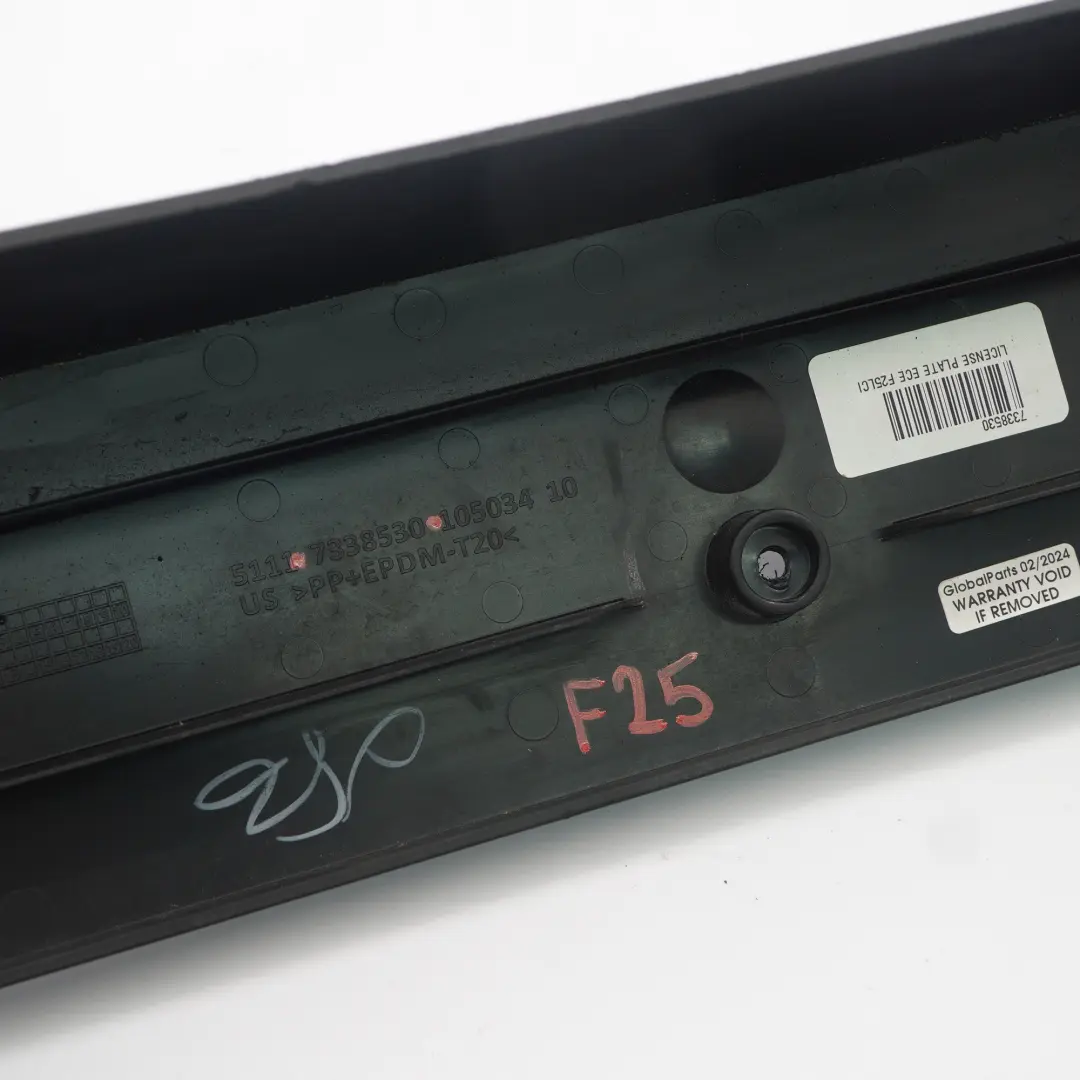 LICENSE PLATE ECE F25LCI
7338530
5111 7338530 105034 10
US >PP+EPDM-T20<
GlobalParts 02/2024
WARRANTY VOID
IF REMOVED
F25